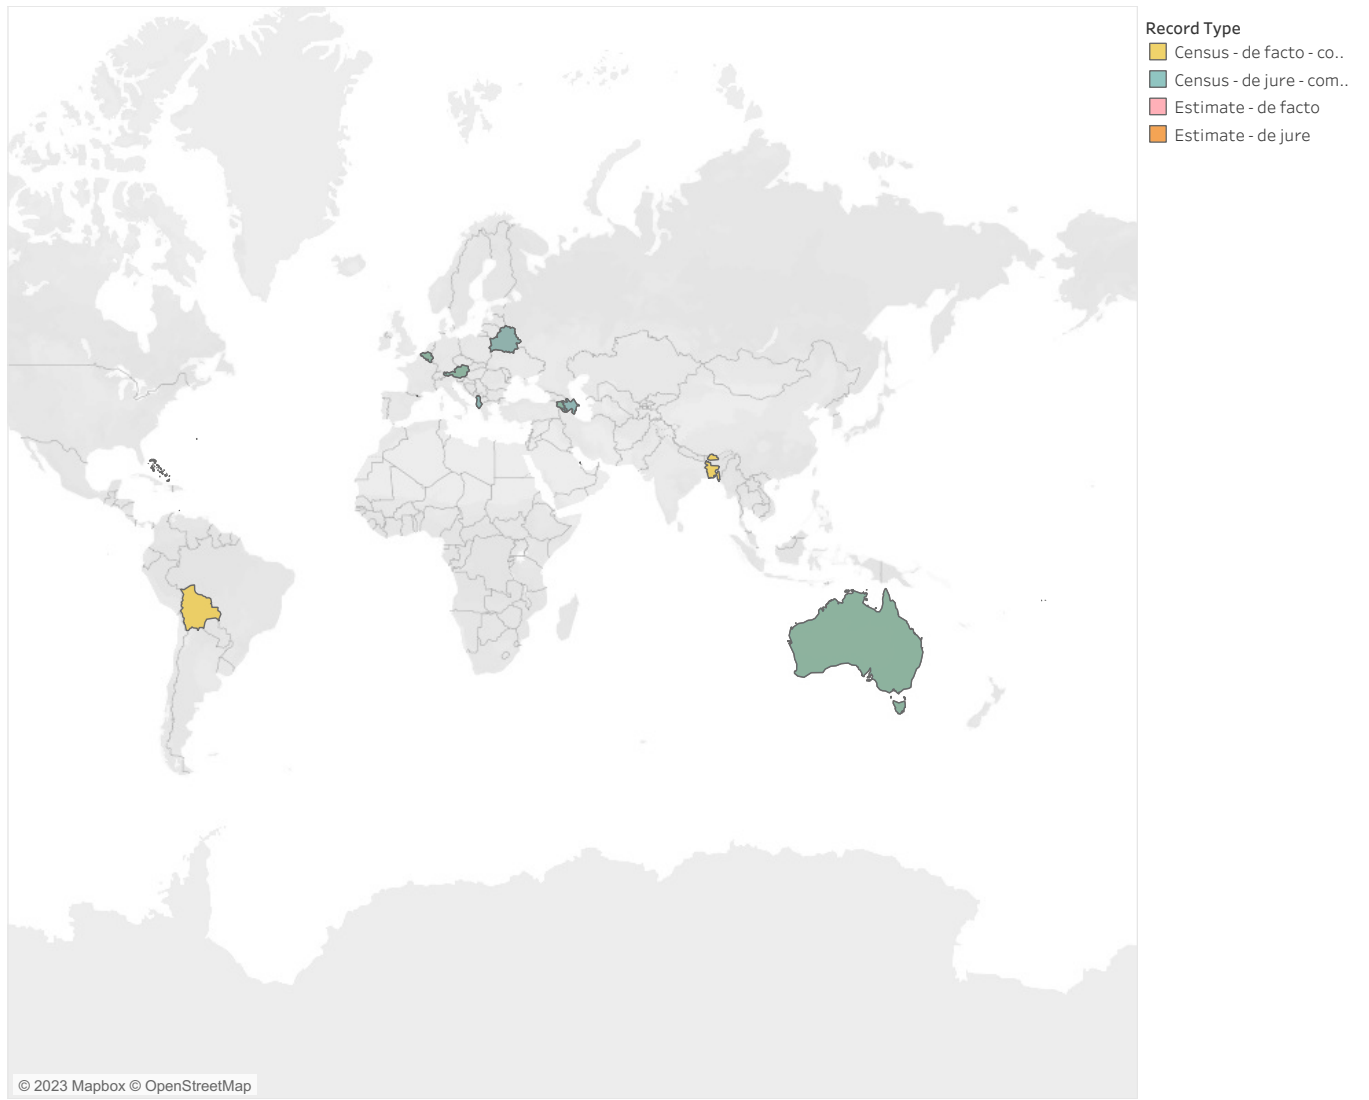 Record Type
Census - de facto - co..
Census - de jure - com..
Estimate - de facto
Estimate - de jure
© 2023 Mapbox © OpenStreetMap